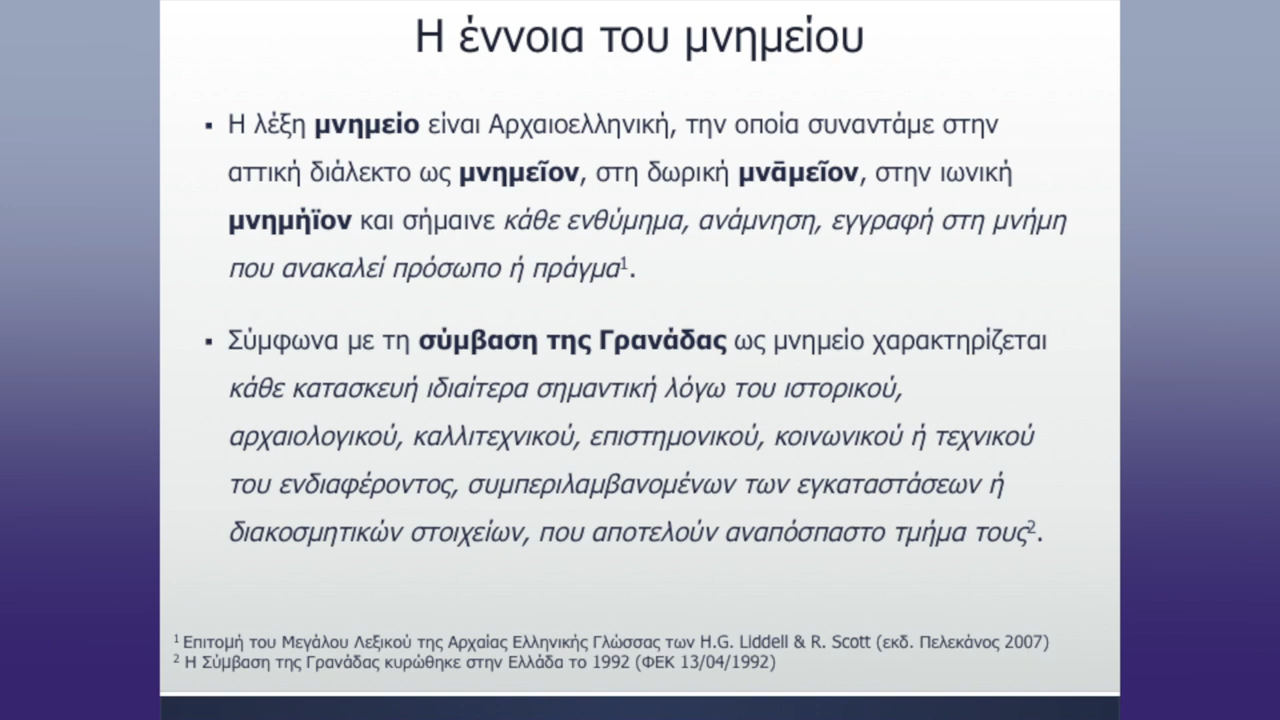 Η έννοια του μνημείου
▪ Η λέξη μνημείο είναι Αρχαιοελληνική, την οποία συναντάμε στην
αττική διάλεκτο ως μνημεῖον, στη δωρική μνᾱμεῖον, στην ιωνική
μνημήϊον και σήμαινε κάθε ενθύμημα, ανάμνηση, εγγραφή στη μνήμη
που ανακαλεί πρόσωπο ή πράγμα¹.
▪ Σύμφωνα με τη σύμβαση της Γρανάδας ως μνημείο χαρακτηρίζεται
κάθε κατασκευή ιδιαίτερα σημαντική λόγω του ιστορικού,
αρχαιολογικού, καλλιτεχνικού, επιστημονικού, κοινωνικού ή τεχνικού
του ενδιαφέροντος, συμπεριλαμβανομένων των εγκαταστάσεων ή
διακοσμητικών στοιχείων, που αποτελούν αναπόσπαστο τμήμα τους².
¹ Επιτομή του Μεγάλου Λεξικού της Αρχαίας Ελληνικής Γλώσσας των H.G. Liddell & R. Scott (εκδ. Πελεκάνος 2007)
² Η Σύμβαση της Γρανάδας κυρώθηκε στην Ελλάδα το 1992 (ΦΕΚ 13/04/1992)